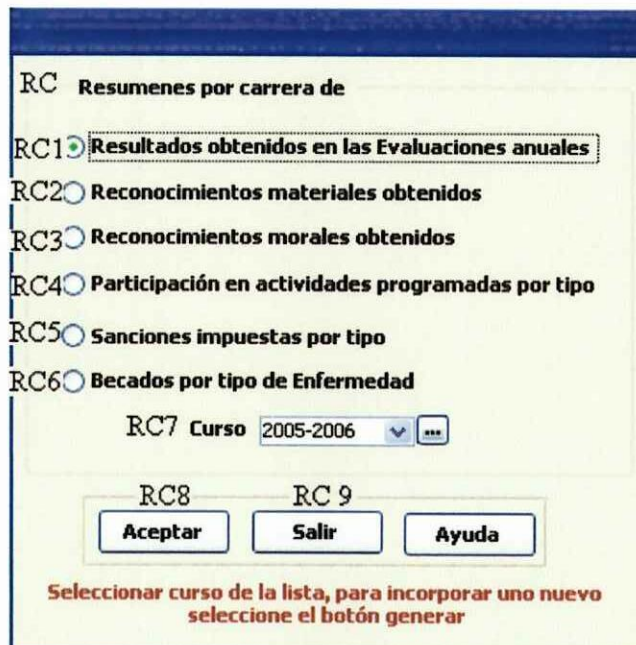 RC Resumenes por carrera de
RC1 Resultados obtenidos en las Evaluaciones anuales
RC2 Reconocimientos materiales obtenidos
RC3 Reconocimientos morales obtenidos
RC4 Participación en actividades programadas por tipo
RC5 Sanciones impuestas por tipo
RC6 Becados por tipo de Enfermedad
RC7 Curso 2005-2006 ...
RC8 RC 9
Aceptar Salir Ayuda
Seleccionar curso de la lista, para incorporar uno nuevo
seleccione el botón generar